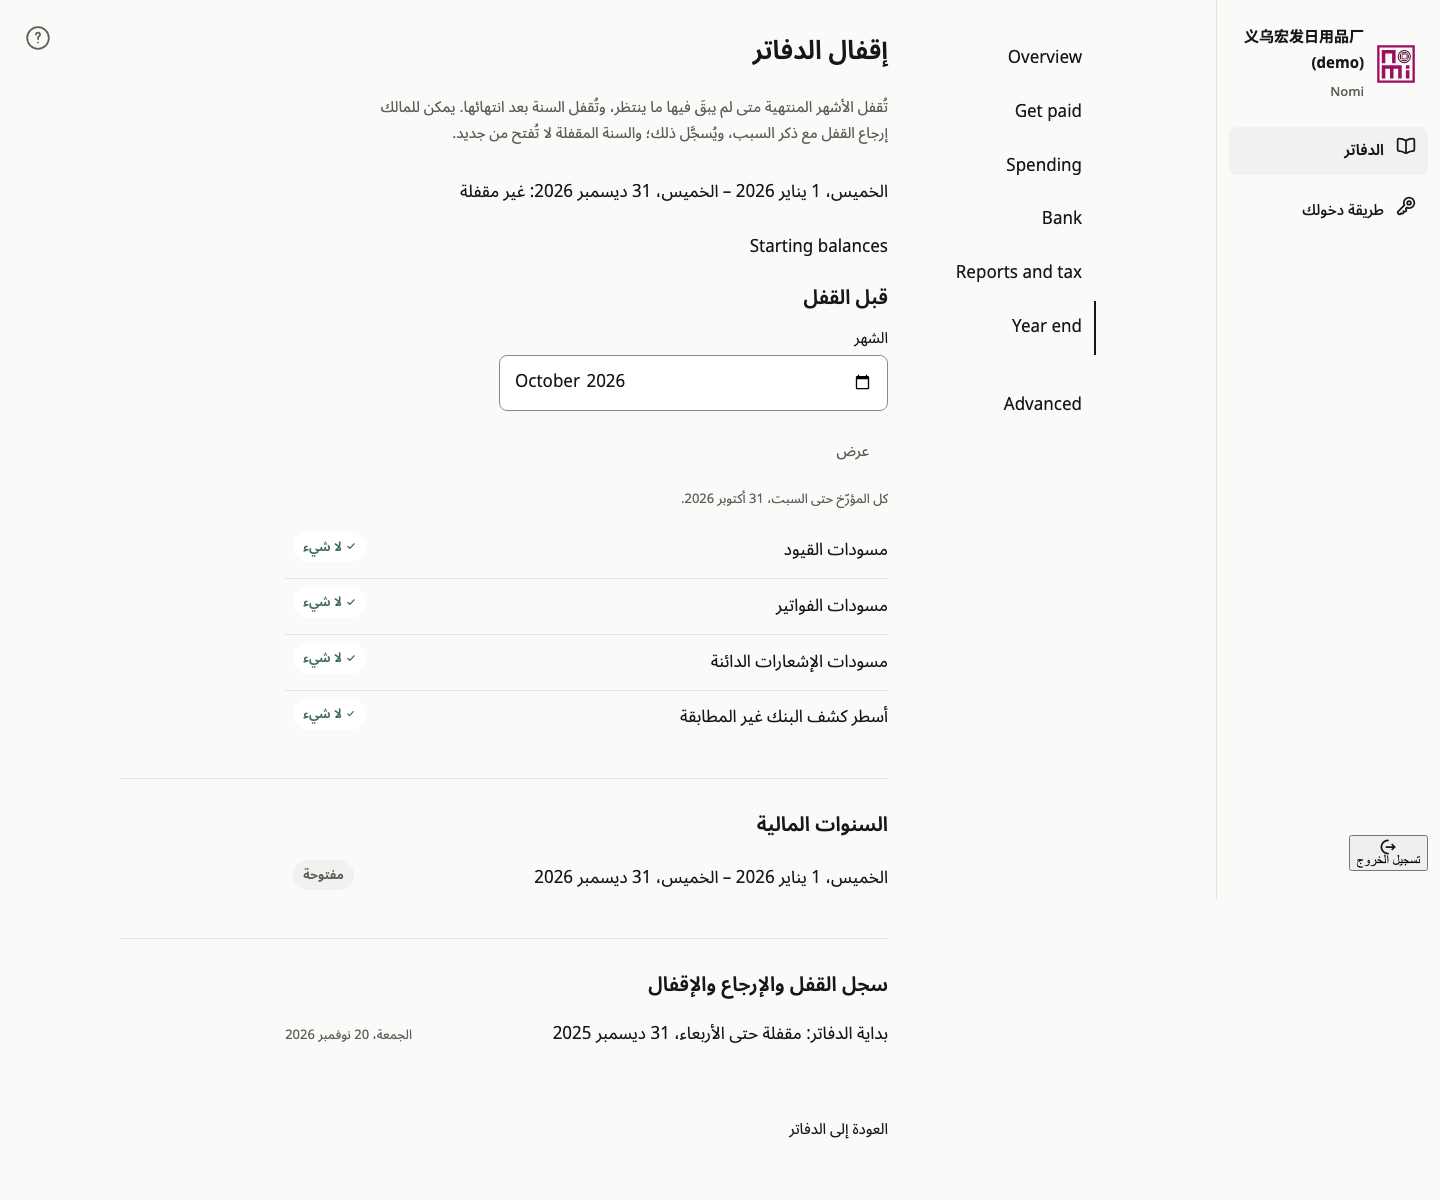 义乌宏发日用品厂
(demo)
Nomi
الدفاتر
طريقة دخولك
تسجيل الخروج
Overview
Get paid
Spending
Bank
Reports and tax
Year end
Advanced
إقفال الدفاتر
تُقفل الأشهر المنتهية متى لم يبقَ فيها ما ينتظر، وتُقفل السنة بعد انتهائها. يمكن للمالك
إرجاع القفل مع ذكر السبب، ويُسجَّل ذلك؛ والسنة المقفلة لا تُفتح من جديد.
الخميس، 1 يناير 2026 – الخميس، 31 ديسمبر 2026: غير مقفلة
Starting balances
قبل القفل
الشهر
October 2026
عرض
كل المؤرّخ حتى السبت، 31 أكتوبر 2026.
مسودات القيود
لا شيء
مسودات الفواتير
لا شيء
مسودات الإشعارات الدائنة
لا شيء
أسطر كشف البنك غير المطابقة
لا شيء
السنوات المالية
الخميس، 1 يناير 2026 – الخميس، 31 ديسمبر 2026
مفتوحة
سجل القفل والإرجاع والإقفال
بداية الدفاتر: مقفلة حتى الأربعاء، 31 ديسمبر 2025
الجمعة، 20 نوفمبر 2026
العودة إلى الدفاتر